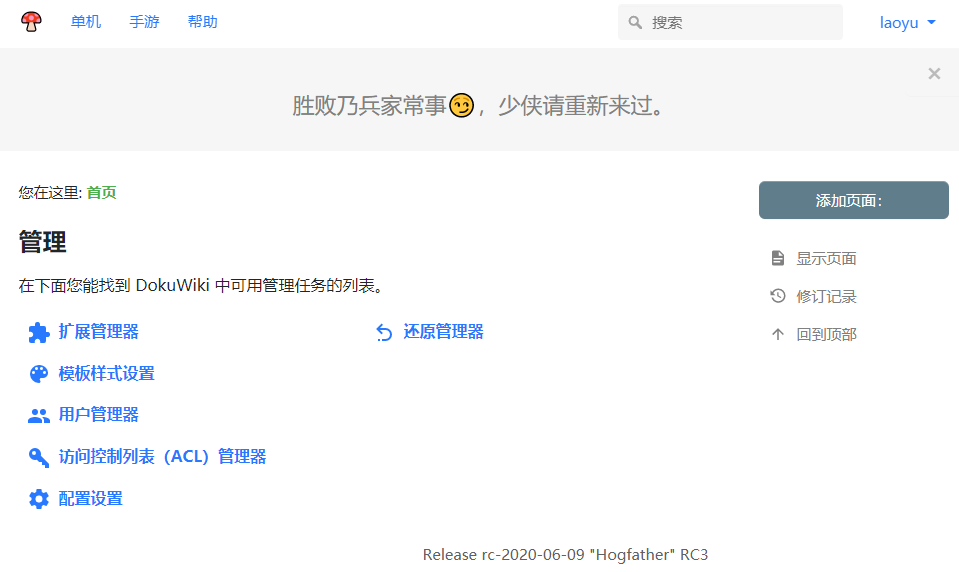 单机 手游 帮助 搜索 laoyu
胜败乃兵家常事😏，少侠请重新来过。
您在这里: 首页
添加页面:
管理
在下面您能找到 DokuWiki 中可用管理任务的列表。
显示页面
修订记录
回到顶部
扩展管理器 还原管理器
模板样式设置
用户管理器
访问控制列表（ACL）管理器
配置设置
Release rc-2020-06-09 "Hogfather" RC3